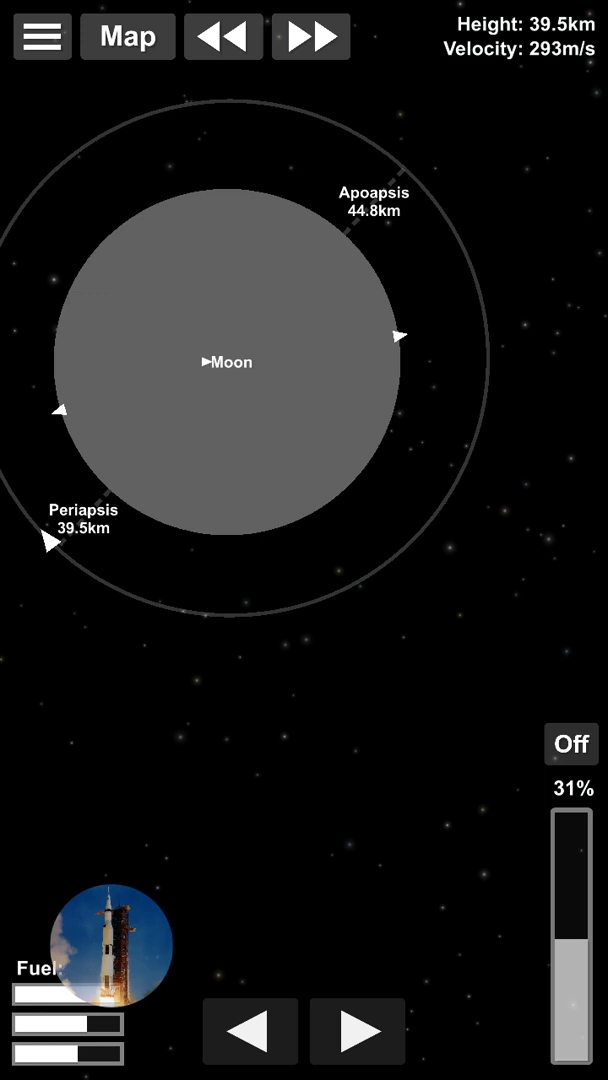 Map
Height: 39.5km
Velocity: 293m/s
Apoapsis
44.8km
Moon
Periapsis
39.5km
Off
31%
Fuel: